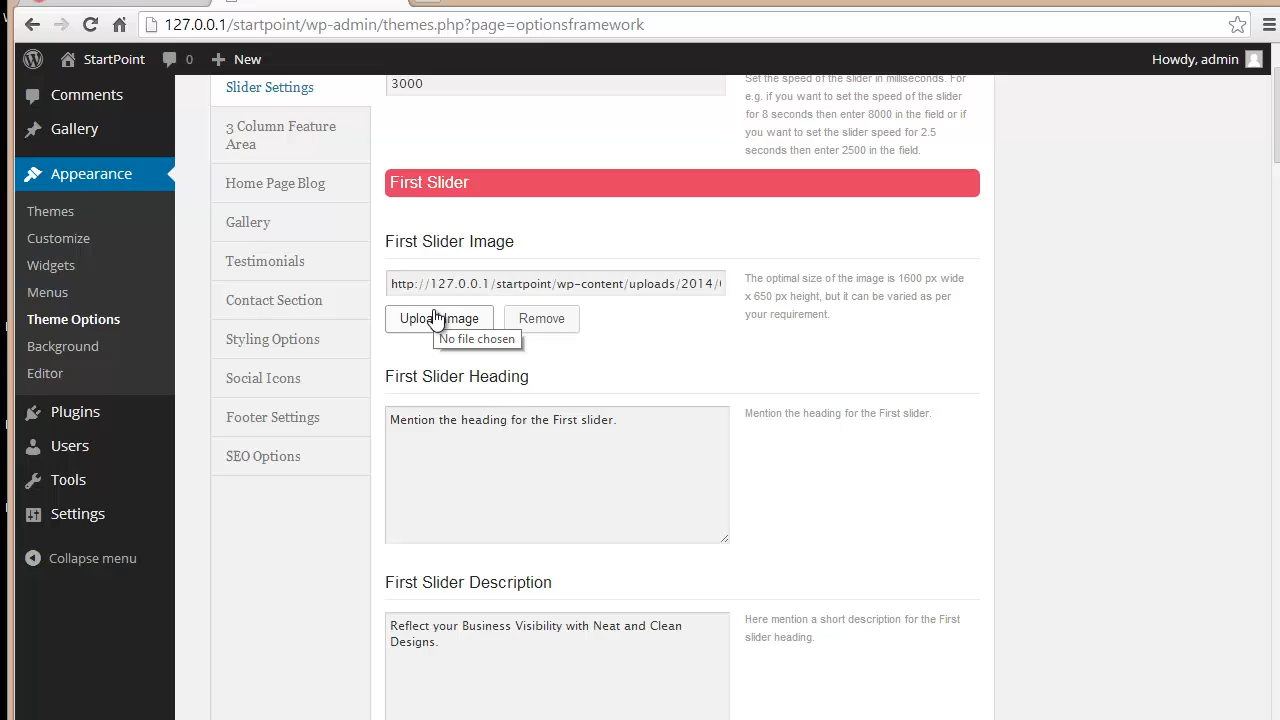 127.0.0.1/startpoint/wp-admin/themes.php?page=optionsframework
StartPoint
0
New
Howdy, admin
Comments
Gallery
Appearance
Themes
Customize
Widgets
Menus
Theme Options
Background
Editor
Plugins
Users
Tools
Settings
Collapse menu
Slider Settings
3 Column Feature
Area
Home Page Blog
Gallery
Testimonials
Contact Section
Styling Options
Social Icons
Footer Settings
SEO Options
3000
Set the speed of the slider in milliseconds. For
e.g. if you want to set the speed of the slider
for 8 seconds then enter 8000 in the field or if
you want to set the slider speed for 2.5
seconds then enter 2500 in the field.
First Slider
First Slider Image
http://127.0.0.1/startpoint/wp-content/uploads/2014/
The optimal size of the image is 1600 px wide
x 650 px height, but it can be varied as per
your requirement.
Upload Image
Remove
No file chosen
First Slider Heading
Mention the heading for the First slider.
Mention the heading for the First slider.
First Slider Description
Reflect your Business Visibility with Neat and Clean
Designs.
Here mention a short description for the First
slider heading.